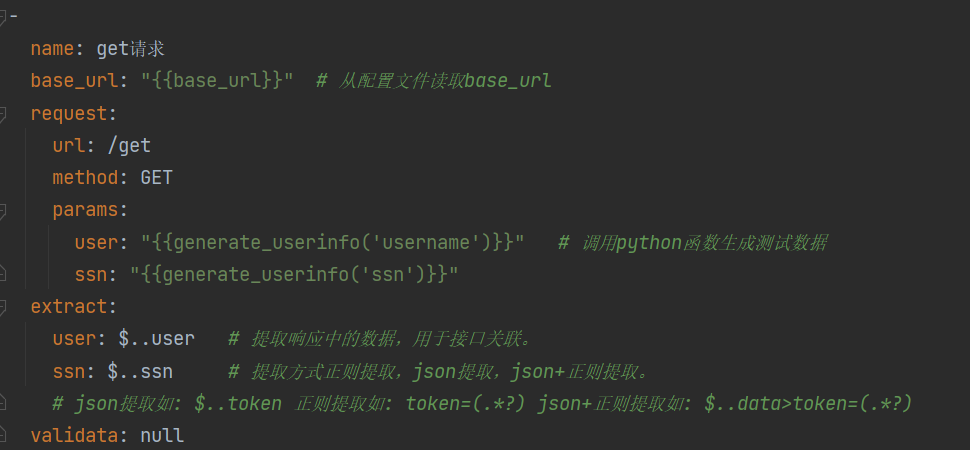 -
name: get请求
base_url: "{{base_url}}"  # 从配置文件读取base_url
request:
  url: /get
  method: GET
  params:
    user: "{{generate_userinfo('username')}}"   # 调用python函数生成测试数据
    ssn: "{{generate_userinfo('ssn')}}"
extract:
  user: $..user   # 提取响应中的数据，用于接口关联。
  ssn: $..ssn     # 提取方式正则提取，json提取，json+正则提取。
  # json提取如: $..token 正则提取如: token=(.*?) json+正则提取如: $..data>token=(.*?)
validata: null